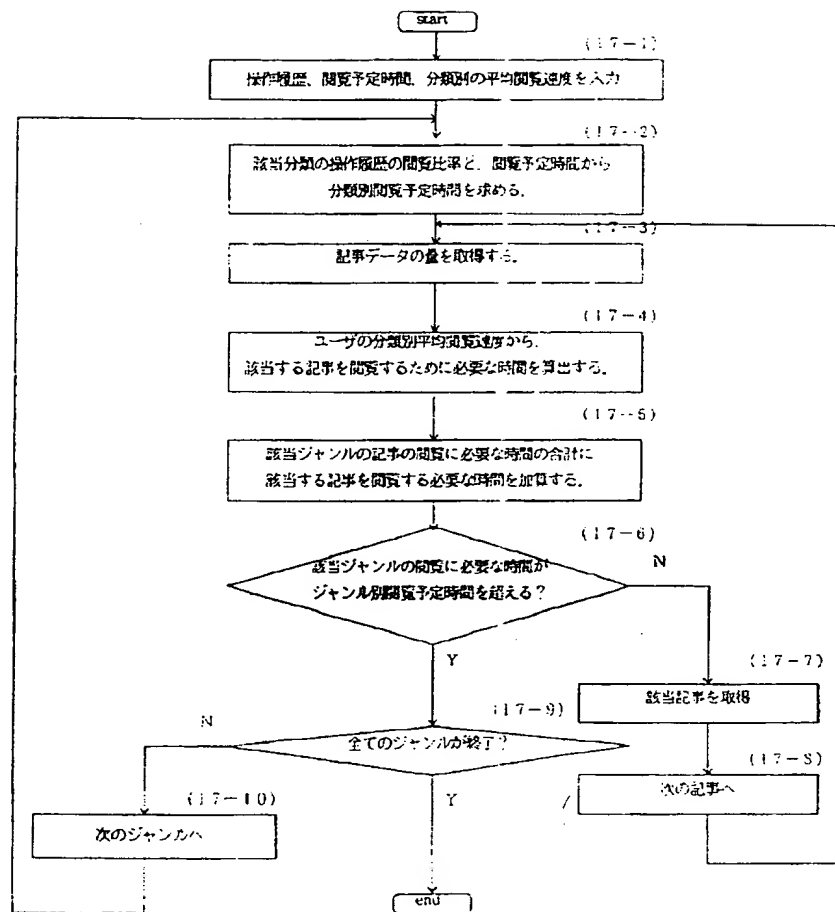 start
(17-1)
操作履歴、閲覧予定時間、分類別の平均閲覧速度を入力
(17-2)
該当分類の操作履歴の閲覧比率と、閲覧予定時間から
分類別閲覧予定時間を求める。
(17-3)
記事データの量を取得する。
(17-4)
ユーザの分類別平均閲覧速度から、
該当する記事を閲覧するために必要な時間を算出する。
(17-5)
該当ジャンルの記事の閲覧に必要な時間の合計に
該当する記事を閲覧する必要な時間を加算する。
(17-6)
該当ジャンルの閲覧に必要な時間が
ジャンル別閲覧予定時間を超える？
N
Y
(17-7)
該当記事を取得
(17-8)
次の記事へ
(17-9)
全てのジャンルが終了？
N
Y
(17-10)
次のジャンルへ
end